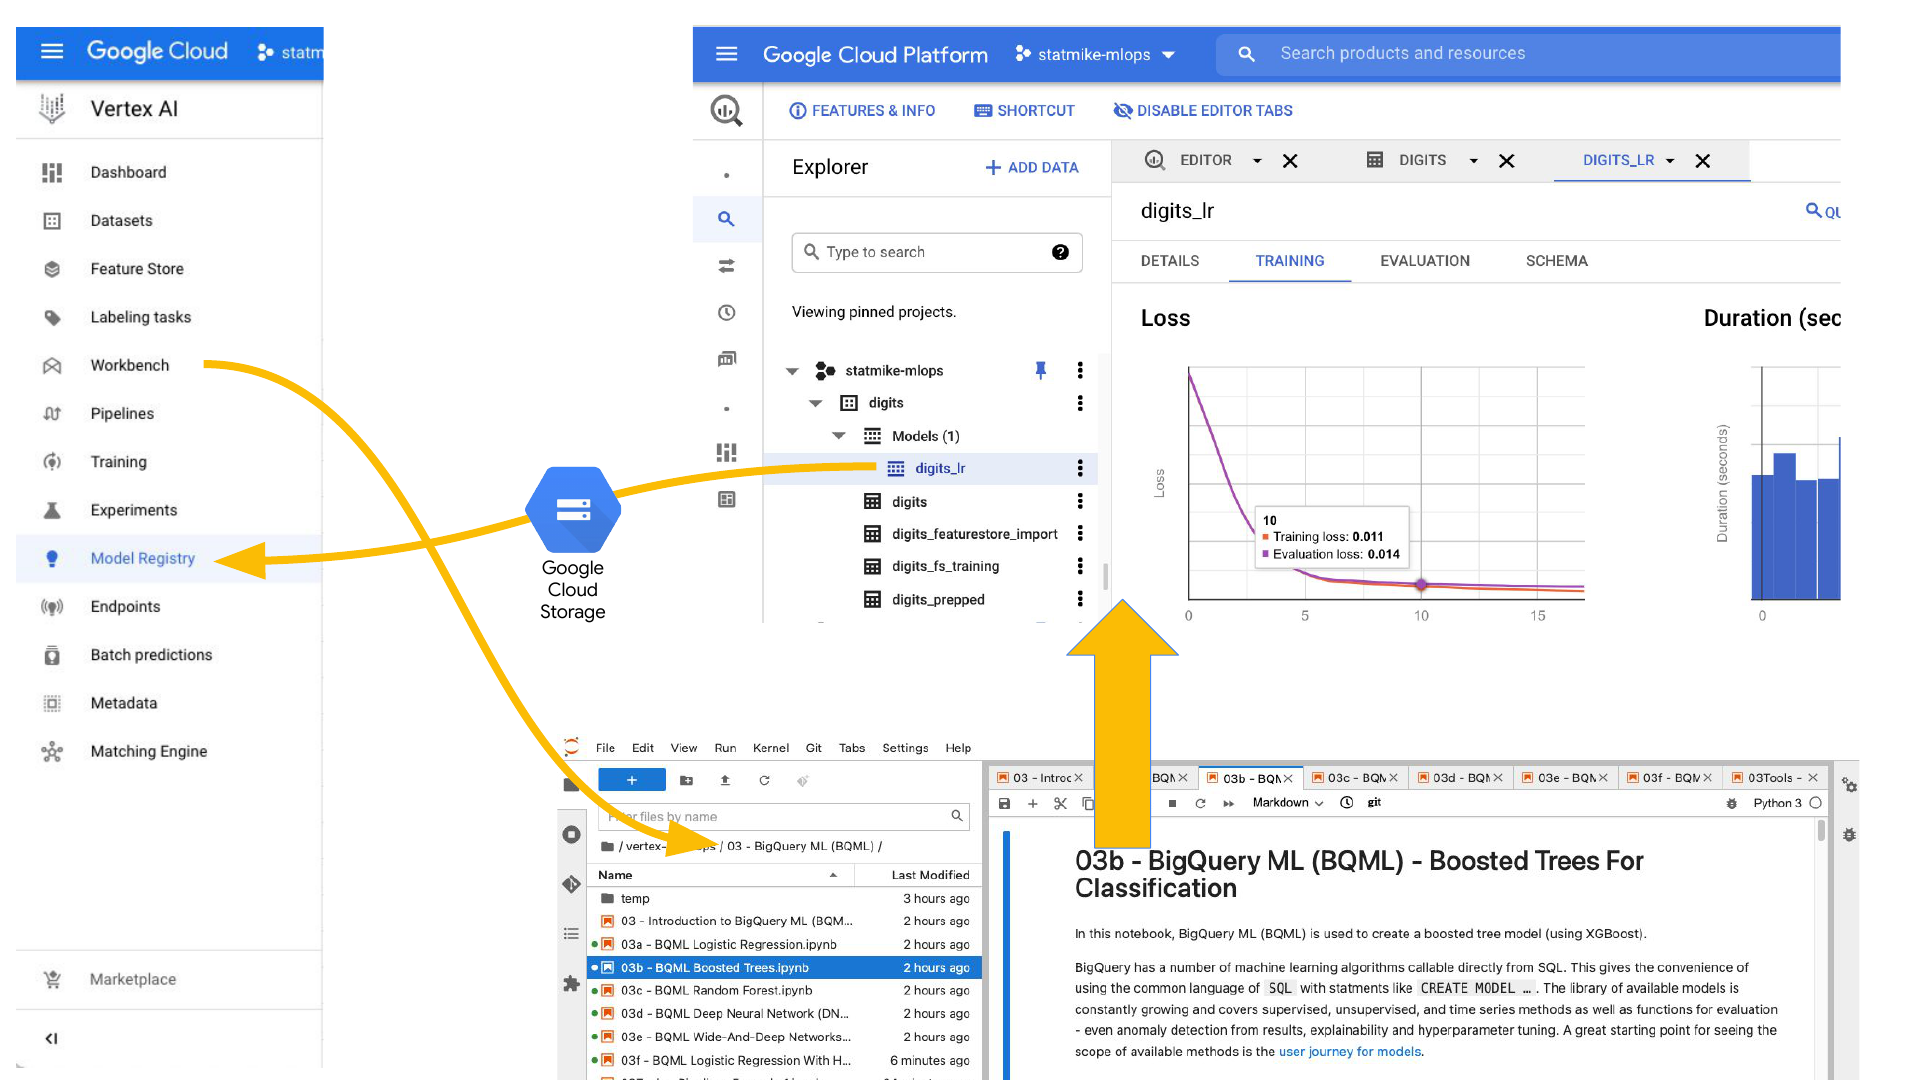 Google Cloud
statm
Vertex AI
Dashboard
Datasets
Feature Store
Labeling tasks
Workbench
Pipelines
Training
Experiments
Model Registry
Endpoints
Batch predictions
Metadata
Matching Engine
Marketplace
Google
Cloud
Storage
Google Cloud Platform
statmike-mlops
Search products and resources
FEATURES & INFO
SHORTCUT
DISABLE EDITOR TABS
Explorer
+ ADD DATA
Type to search
Viewing pinned projects.
statmike-mlops
digits
Models (1)
digits_lr
digits
digits_featurestore_import
digits_fs_training
digits_prepped
EDITOR
DIGITS
DIGITS_LR
digits_lr
QU
DETAILS
TRAINING
EVALUATION
SCHEMA
Loss
Loss
10
Training loss: 0.011
Evaluation loss: 0.014
0 5 10 15
Duration (sec
Duration (seconds)
0
File Edit View Run Kernel Git Tabs Settings Help
Filter files by name
/ vertex- ops / 03 - BigQuery ML (BQML) /
Name Last Modified
temp 3 hours ago
03 - Introduction to BigQuery ML (BQM... 2 hours ago
03a - BQML Logistic Regression.ipynb 2 hours ago
03b - BQML Boosted Trees.ipynb 2 hours ago
03c - BQML Random Forest.ipynb 2 hours ago
03d - BQML Deep Neural Network (DN... 2 hours ago
03e - BQML Wide-And-Deep Networks... 2 hours ago
03f - BQML Logistic Regression With H... 6 minutes ago
03 - Introc
BQM
03b - BQM
03c - BQM
03d - BQM
03e - BQM
03f - BQM
03Tools -
Markdown
git
Python 3
03b - BigQuery ML (BQML) - Boosted Trees For
Classification
In this notebook, BigQuery ML (BQML) is used to create a boosted tree model (using XGBoost).
BigQuery has a number of machine learning algorithms callable directly from SQL. This gives the convenience of
using the common language of SQL with statments like CREATE MODEL …. The library of available models is
constantly growing and covers supervised, unsupervised, and time series methods as well as functions for evaluation
- even anomaly detection from results, explainability and hyperparameter tuning. A great starting point for seeing the
scope of available methods is the user journey for models.